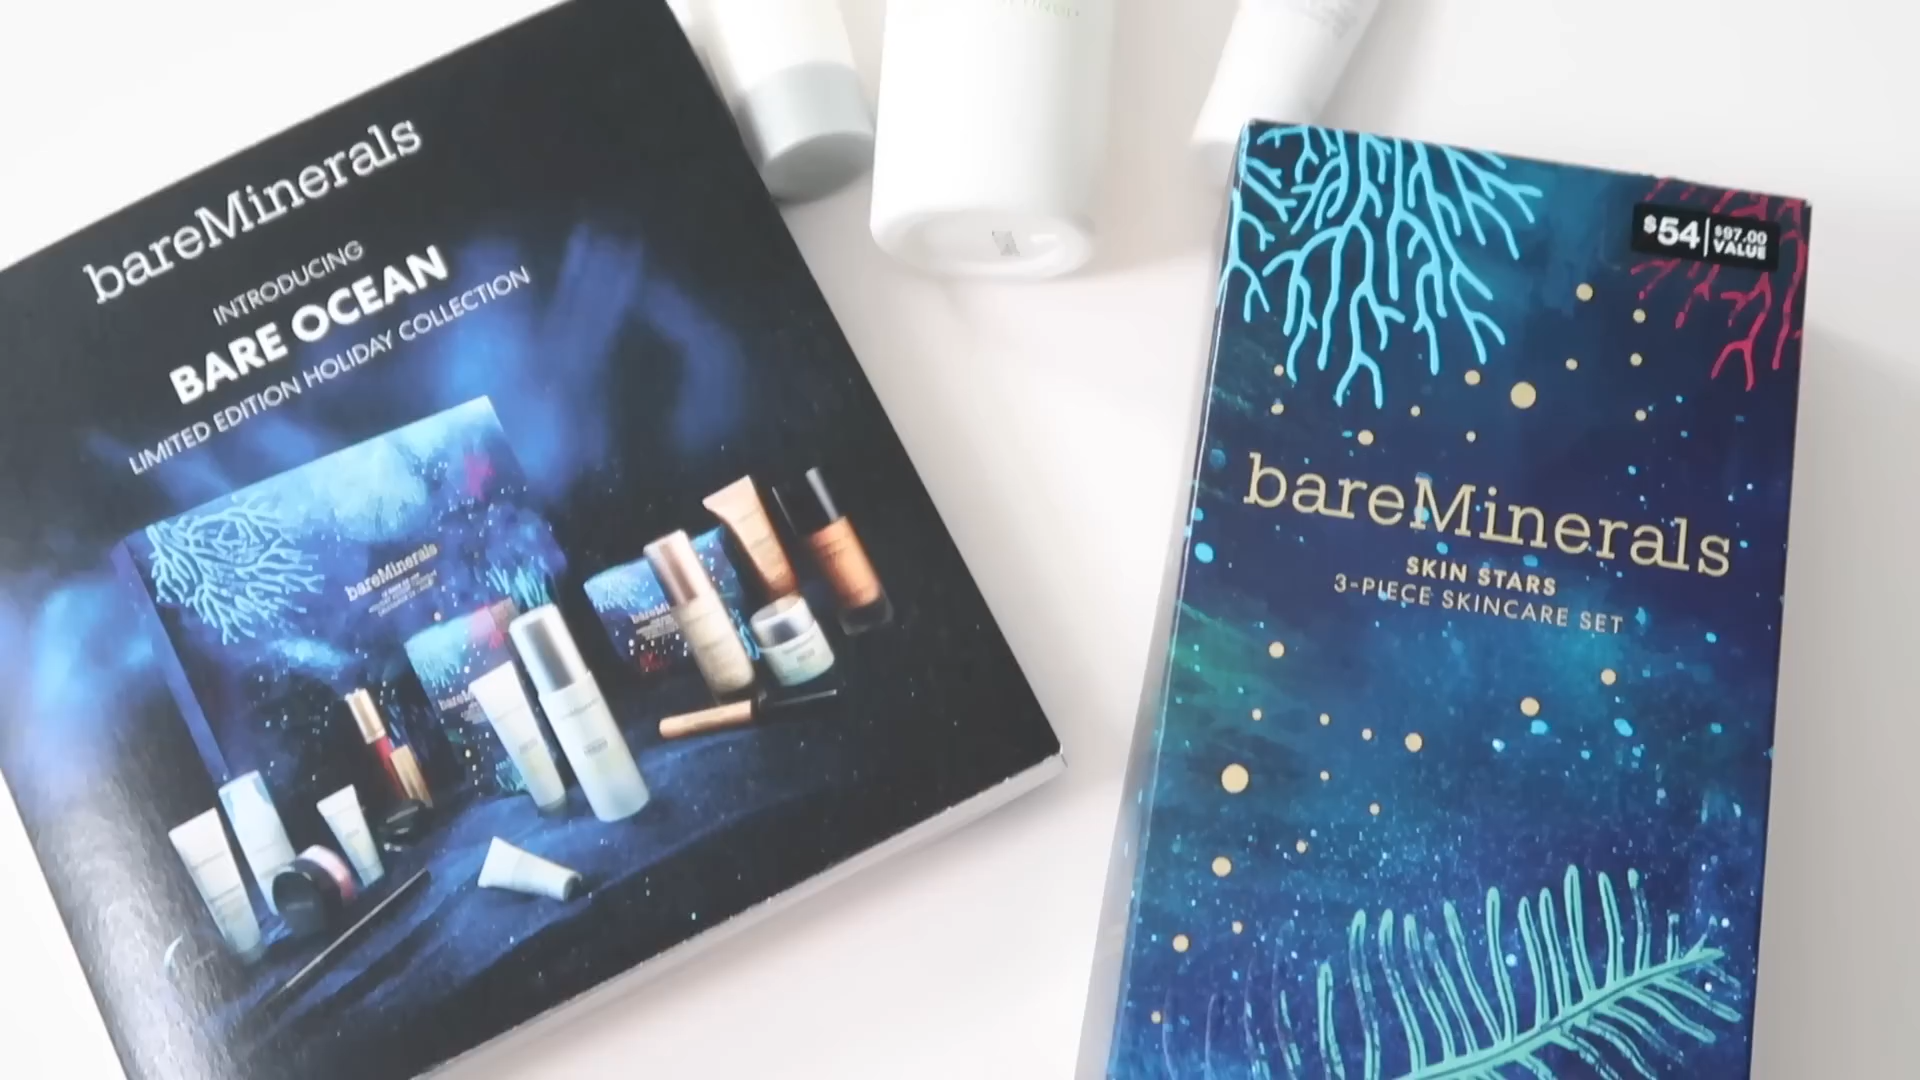 bareMinerals
INTRODUCING
BARE OCEAN
LIMITED EDITION HOLIDAY COLLECTION
bareMinerals
$54 | $97.00 VALUE
bareMinerals
SKIN STARS
3-PIECE SKINCARE SET